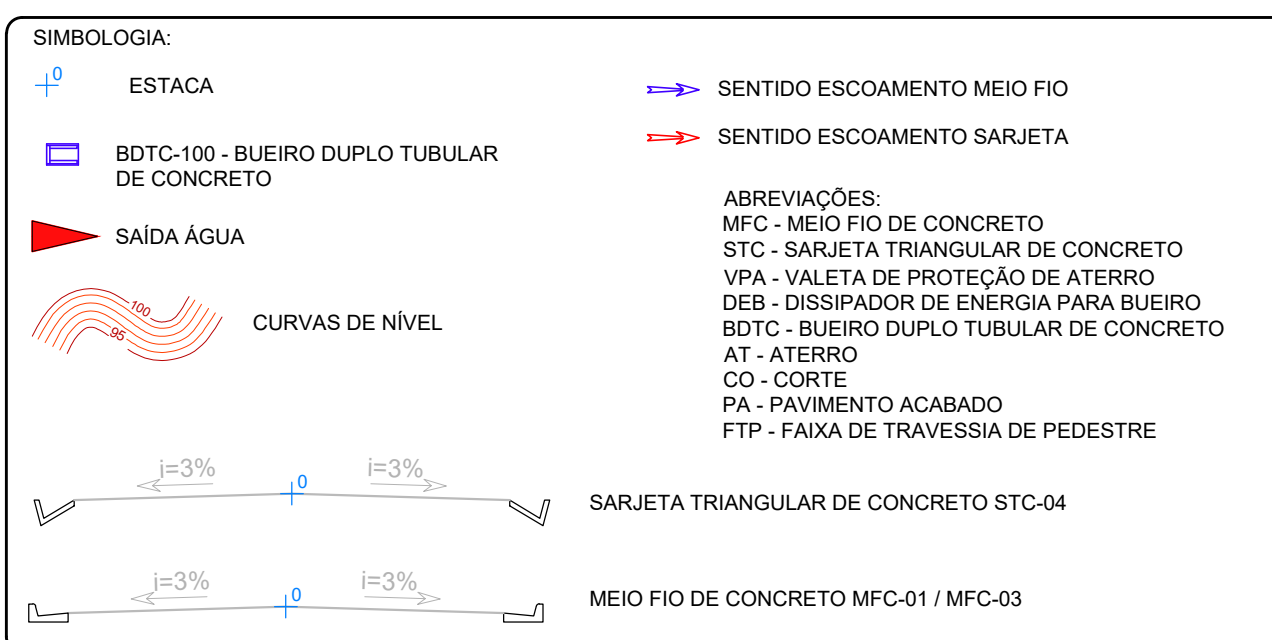 SIMBOLOGIA:
0
ESTACA
BDTC-100 - BUEIRO DUPLO TUBULAR
DE CONCRETO
SAÍDA ÁGUA
100
95
CURVAS DE NÍVEL
SENTIDO ESCOAMENTO MEIO FIO
SENTIDO ESCOAMENTO SARJETA
ABREVIAÇÕES:
MFC - MEIO FIO DE CONCRETO
STC - SARJETA TRIANGULAR DE CONCRETO
VPA - VALETA DE PROTEÇÃO DE ATERRO
DEB - DISSIPADOR DE ENERGIA PARA BUEIRO
BDTC - BUEIRO DUPLO TUBULAR DE CONCRETO
AT - ATERRO
CO - CORTE
PA - PAVIMENTO ACABADO
FTP - FAIXA DE TRAVESSIA DE PEDESTRE
i=3% i=3%
0
SARJETA TRIANGULAR DE CONCRETO STC-04
i=3% i=3%
0
MEIO FIO DE CONCRETO MFC-01 / MFC-03